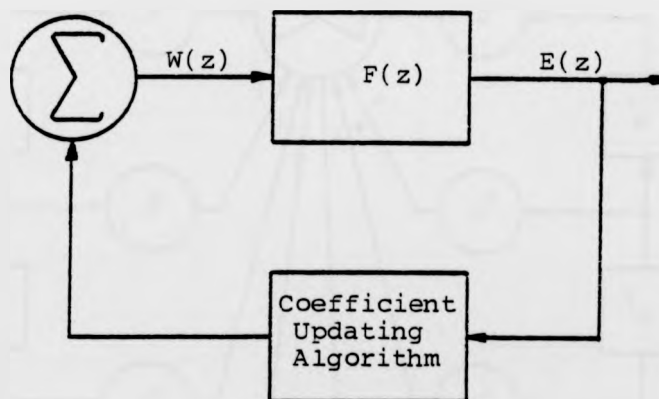 Σ
W(z)
F(z)
E(z)
Coefficient
Updating
Algorithm